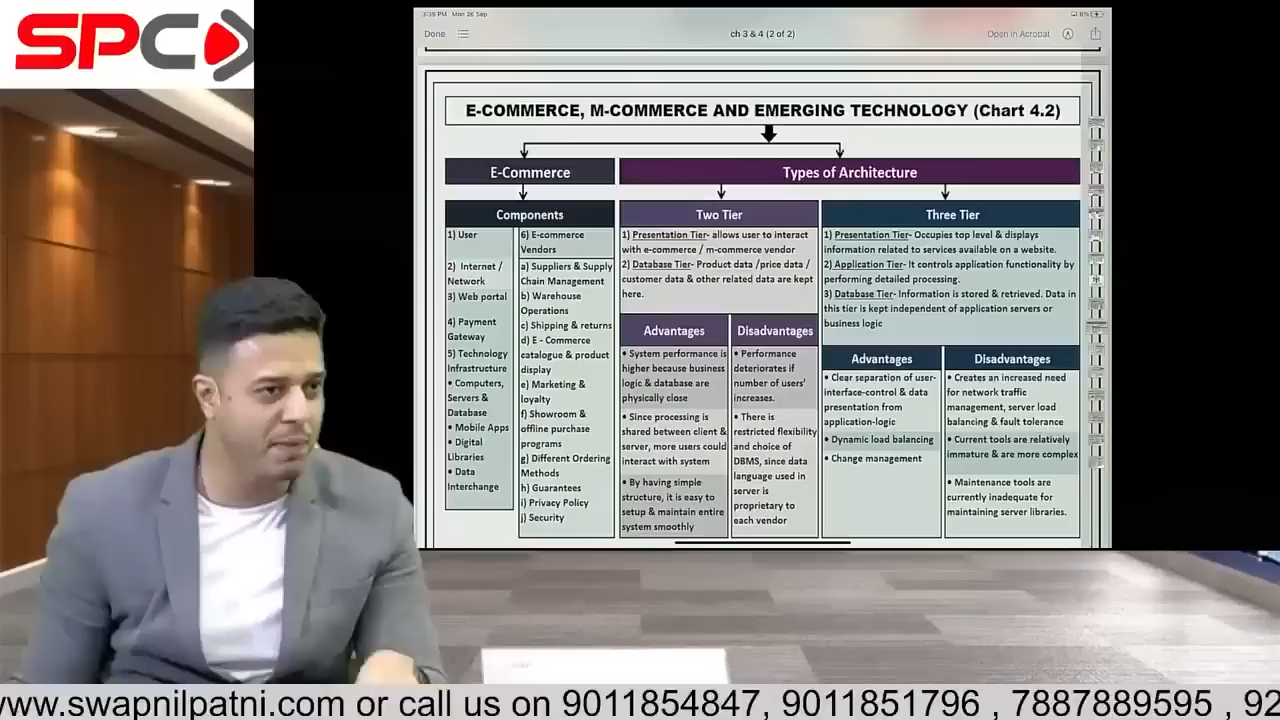 SPC
3:35 PM Mon 26 Sep
6%
Done
ch 3 & 4 (2 of 2)
Open in Acrobat
E-COMMERCE, M-COMMERCE AND EMERGING TECHNOLOGY (Chart 4.2)
E-Commerce
Types of Architecture
Components
Two Tier
Three Tier
1) User
2) Internet /
Network
3) Web portal
4) Payment
Gateway
5) Technology
Infrastructure
• Computers,
Servers &
Database
• Mobile Apps
• Digital
Libraries
• Data
Interchange
6) E-commerce
Vendors
a) Suppliers & Supply
Chain Management
b) Warehouse
Operations
c) Shipping & returns
d) E - Commerce
catalogue & product
display
e) Marketing &
loyalty
f) Showroom &
offline purchase
programs
g) Different Ordering
Methods
h) Guarantees
i) Privacy Policy
j) Security
1) Presentation Tier- allows user to interact
with e-commerce / m-commerce vendor
2) Database Tier- Product data /price data /
customer data & other related data are kept
here.
Advantages
• System performance is
higher because business
logic & database are
physically close
• Since processing is
shared between client &
server, more users could
interact with system
• By having simple
structure, it is easy to
setup & maintain entire
system smoothly
Disadvantages
• Performance
deteriorates if
number of users’
increases.
• There is
restricted flexibility
and choice of
DBMS, since data
language used in
server is
proprietary to
each vendor
1) Presentation Tier- Occupies top level & displays
information related to services available on a website.
2) Application Tier- It controls application functionality by
performing detailed processing.
3) Database Tier- Information is stored & retrieved. Data in
this tier is kept independent of application servers or
business logic
Advantages
• Clear separation of user-
interface-control & data
presentation from
application-logic
• Dynamic load balancing
• Change management
Disadvantages
• Creates an increased need
for network traffic
management, server load
balancing & fault tolerance
• Current tools are relatively
immature & are more complex
• Maintenance tools are
currently inadequate for
maintaining server libraries.
www.swapnilpatni.com or call us on 9011854847, 9011851796 , 7887889595 , 92